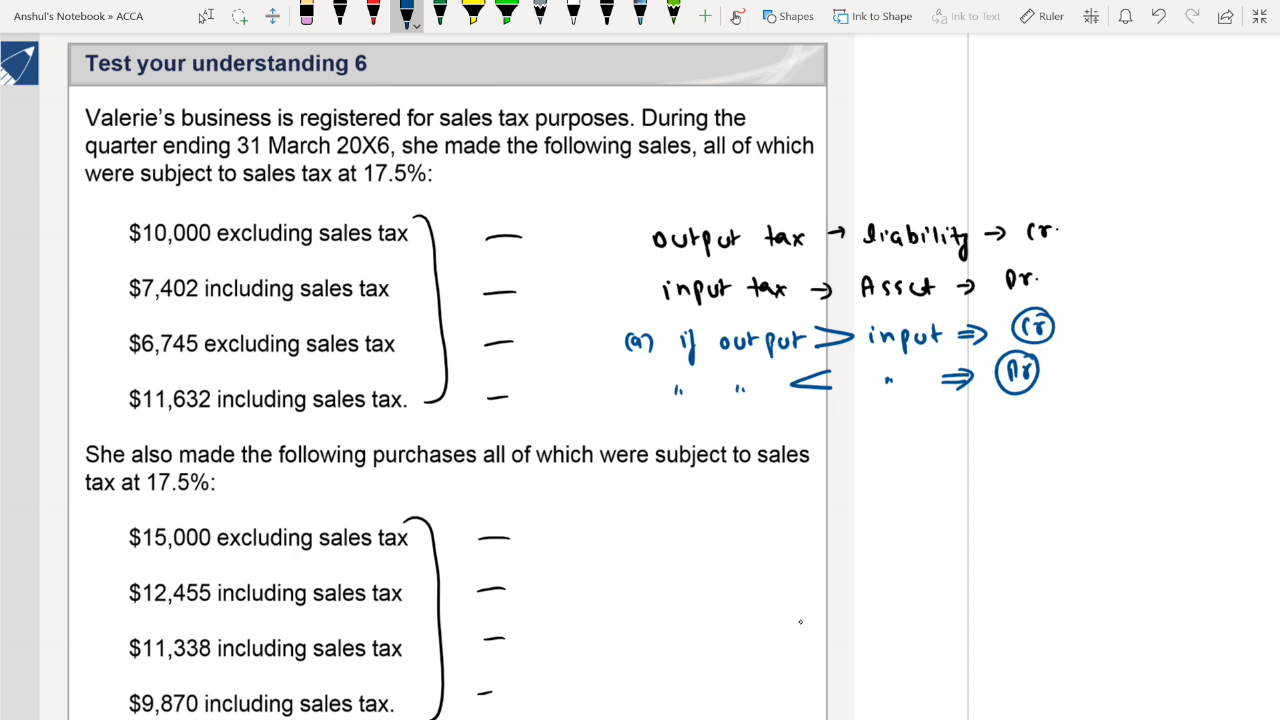 Anshul's Notebook » ACCA
Shapes
Ink to Shape
Ink to Text
Ruler
Test your understanding 6
Valerie's business is registered for sales tax purposes. During the
quarter ending 31 March 20X6, she made the following sales, all of which
were subject to sales tax at 17.5%:
$10,000 excluding sales tax
output tax → liability → Cr.
$7,402 including sales tax
input tax → Asset → Dr.
$6,745 excluding sales tax
(a) if output > input ⇒ Cr
" " < " ⇒ Dr
$11,632 including sales tax.
She also made the following purchases all of which were subject to sales
tax at 17.5%:
$15,000 excluding sales tax
$12,455 including sales tax
$11,338 including sales tax
$9,870 including sales tax.